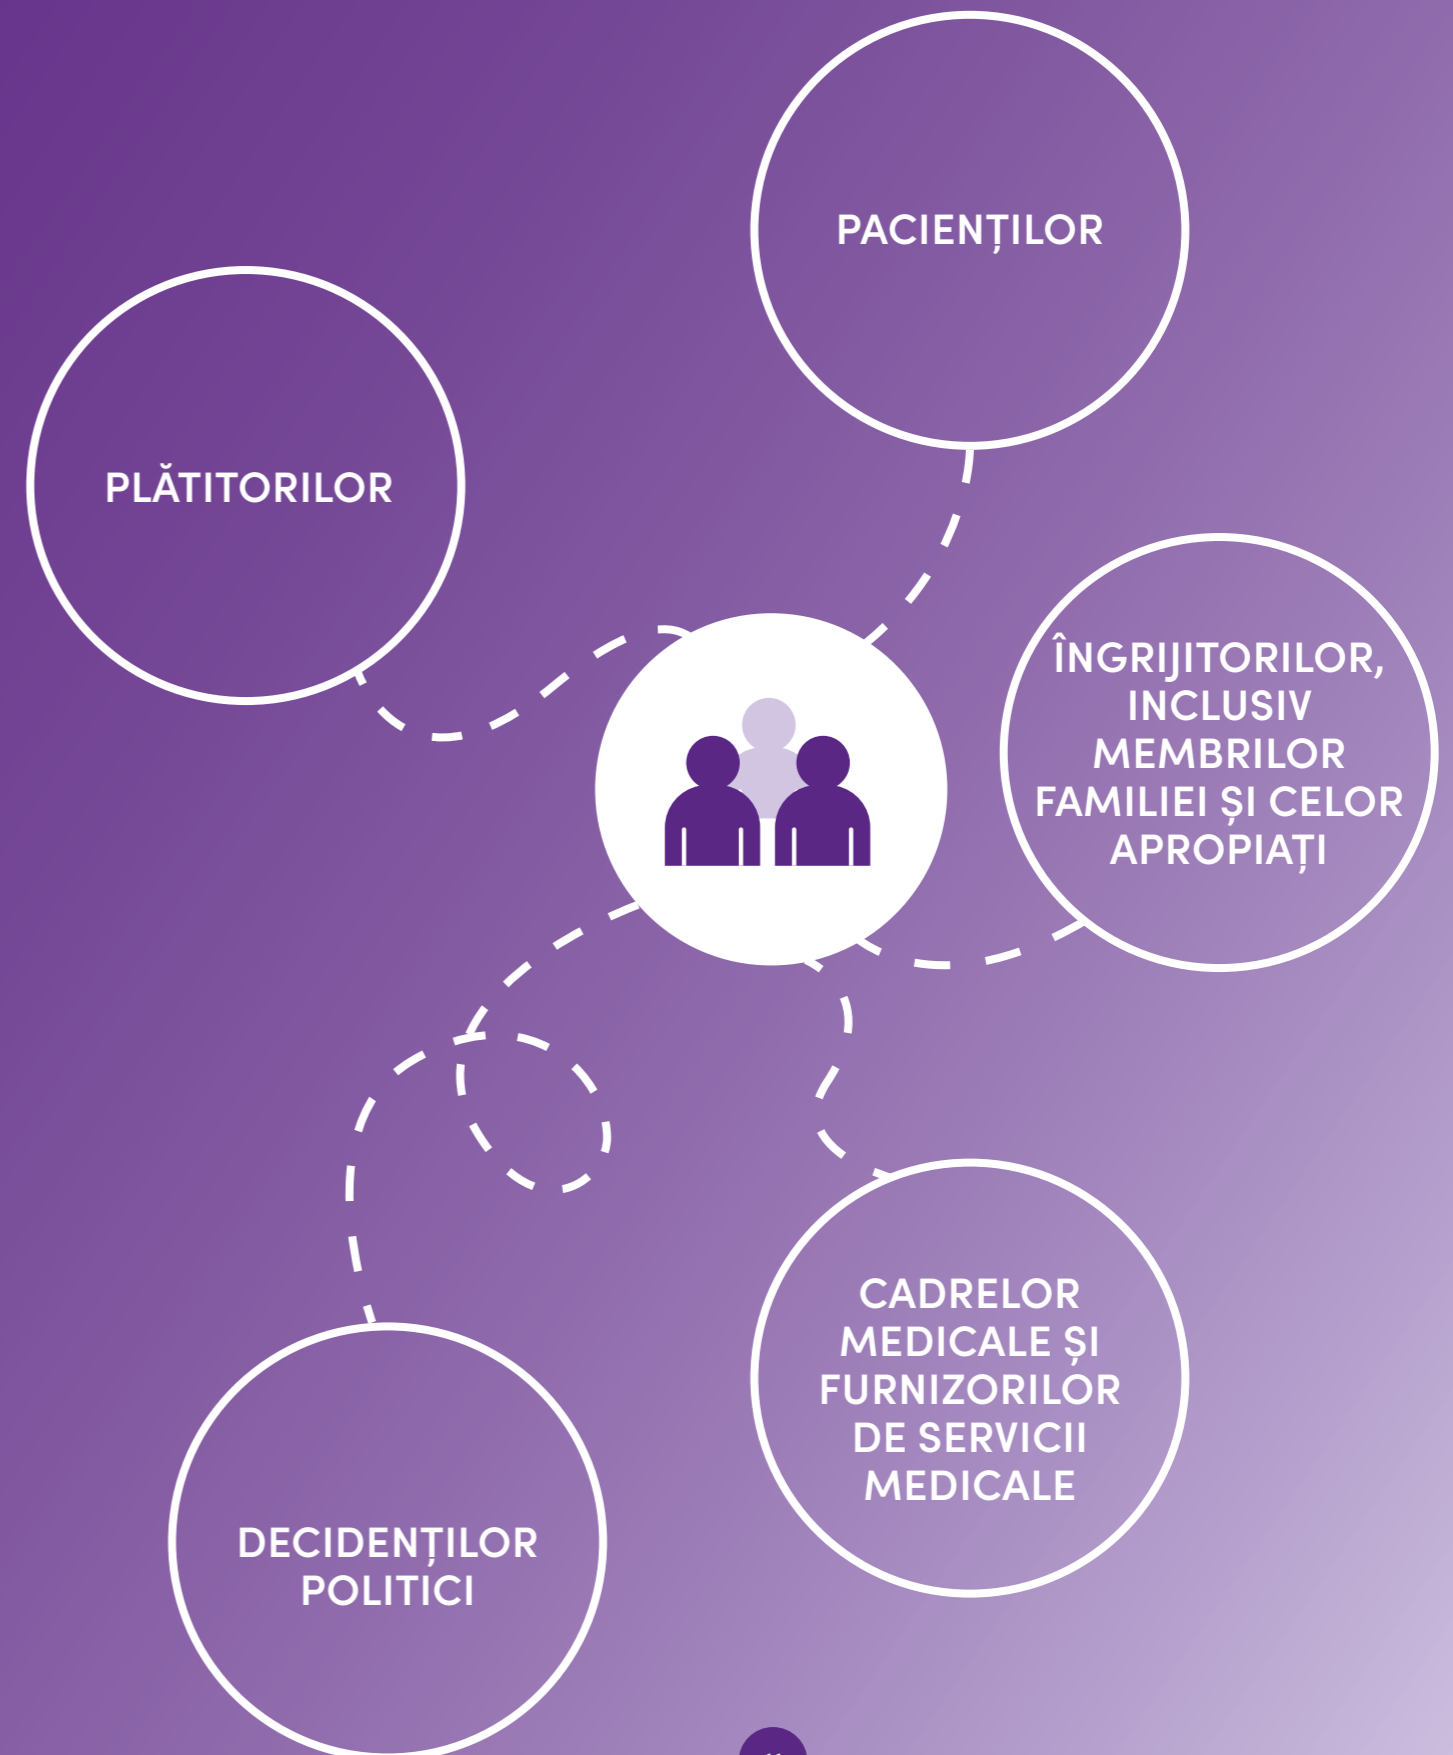 PACIENȚILOR
PLĂTITORILOR
ÎNGRIJITORILOR,
INCLUSIV
MEMBRILOR
FAMILIEI ȘI CELOR
APROPIAȚI
CADRELOR
MEDICALE ȘI
FURNIZORILOR
DE SERVICII
MEDICALE
DECIDENȚILOR
POLITICI